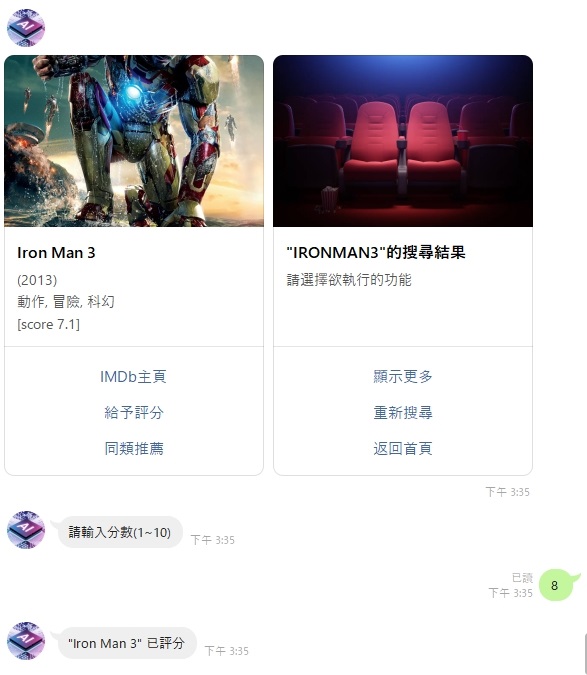 AI
Iron Man 3
(2013)
動作, 冒險, 科幻
[score 7.1]
IMDb主頁
給予評分
同類推薦
"IRONMAN3"的搜尋結果
請選擇欲執行的功能
顯示更多
重新搜尋
返回首頁
下午 3:35
AI
請輸入分數(1~10)
下午 3:35
已讀
下午 3:35
8
AI
"Iron Man 3" 已評分
下午 3:35